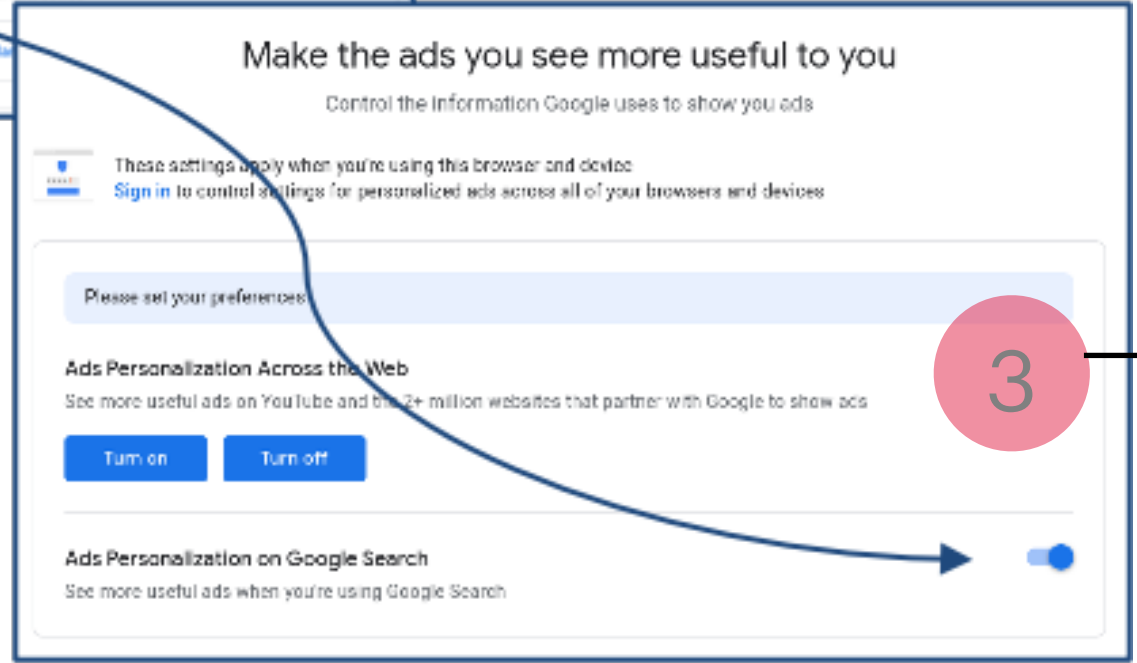 Make the ads you see more useful to you
Control the information Google uses to show you ads
These settings apply when you're using this browser and device
Sign in to control settings for personalized ads across all of your browsers and devices
Please set your preferences
3
Ads Personalization Across the Web
See more useful ads on YouTube and the 2+ million websites that partner with Google to show ads
Turn on Turn off
Ads Personalization on Google Search
See more useful ads when you're using Google Search